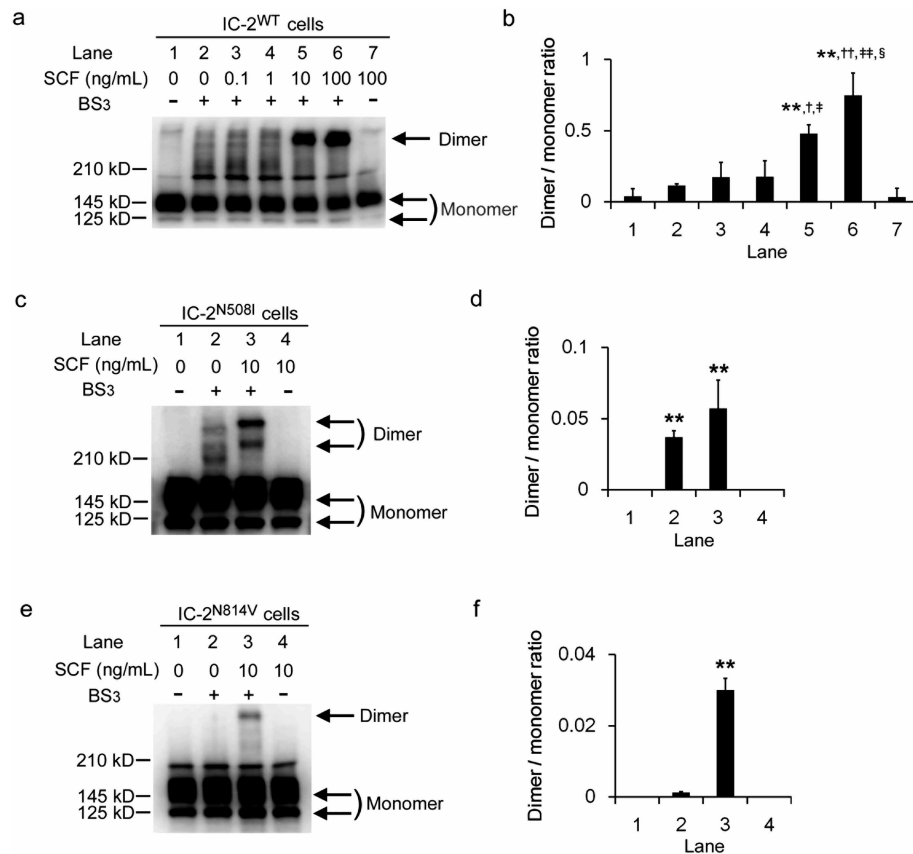 a
IC-2WT cells
Lane 1 2 3 4 5 6 7
SCF (ng/mL) 0 0 0.1 1 10 100 100
BS3 - + + + + + -
Dimer
210 kD
145 kD
125 kD
Monomer
b
Dimer / monomer ratio
1
0.5
0
**,††,‡‡,§
**,†,‡
1 2 3 4 5 6 7
Lane
c
IC-2N508I cells
Lane 1 2 3 4
SCF (ng/mL) 0 0 10 10
BS3 - + + -
Dimer
210 kD
145 kD
125 kD
Monomer
d
Dimer / monomer ratio
0.1
0.05
0
**
**
1 2 3 4
Lane
e
IC-2N814V cells
Lane 1 2 3 4
SCF (ng/mL) 0 0 10 10
BS3 - + + -
Dimer
210 kD
145 kD
125 kD
Monomer
f
Dimer / monomer ratio
0.04
0.02
0
**
1 2 3 4
Lane